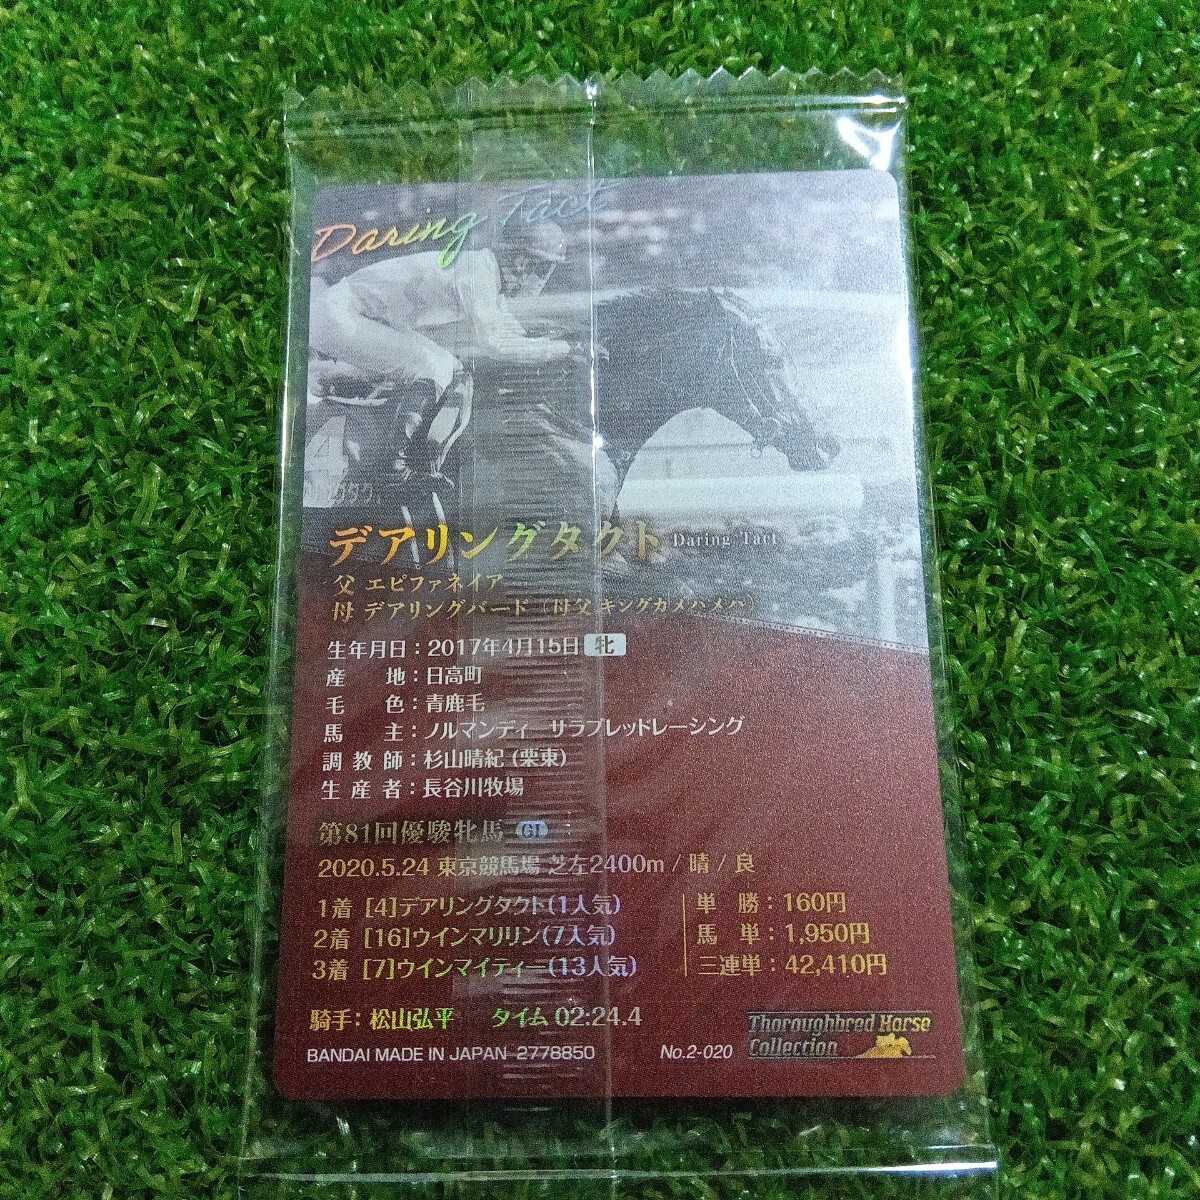 Daring Tact
デアリングタクト Daring Tact
父 エピファネイア
母 デアリングバード (母父 キングカメハメハ)
生年月日：2017年4月15日 牝
産 地：日高町
毛 色：青鹿毛
馬 主：ノルマンディー サラブレッドレーシング
調教師：杉山晴紀 (栗東)
生産者：長谷川牧場
第81回優駿牝馬 GI
2020.5.24 東京競馬場 芝左2400m / 晴 / 良
1着 [4]デアリングタクト(1人気) 単 勝：160円
2着 [16]ウインマリリン(7人気) 馬 単：1,950円
3着 [7]ウインマイティー(13人気) 三連単：42,410円
騎手：松山弘平 タイム 02:24.4
BANDAI MADE IN JAPAN 2778850 No.2-020
Thoroughbred Horse
Collection